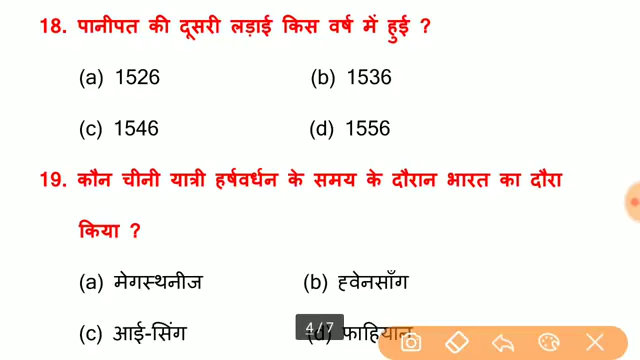 18. पानीपत की दूसरी लड़ाई किस वर्ष में हुई ?
(a) 1526 (b) 1536
(c) 1546 (d) 1556
19. कौन चीनी यात्री हर्षवर्धन के समय के दौरान भारत का दौरा
किया ?
(a) मेगस्थनीज (b) ह्वेनसाँग
(c) आई-सिंग (d) फाहियान
4 / 7